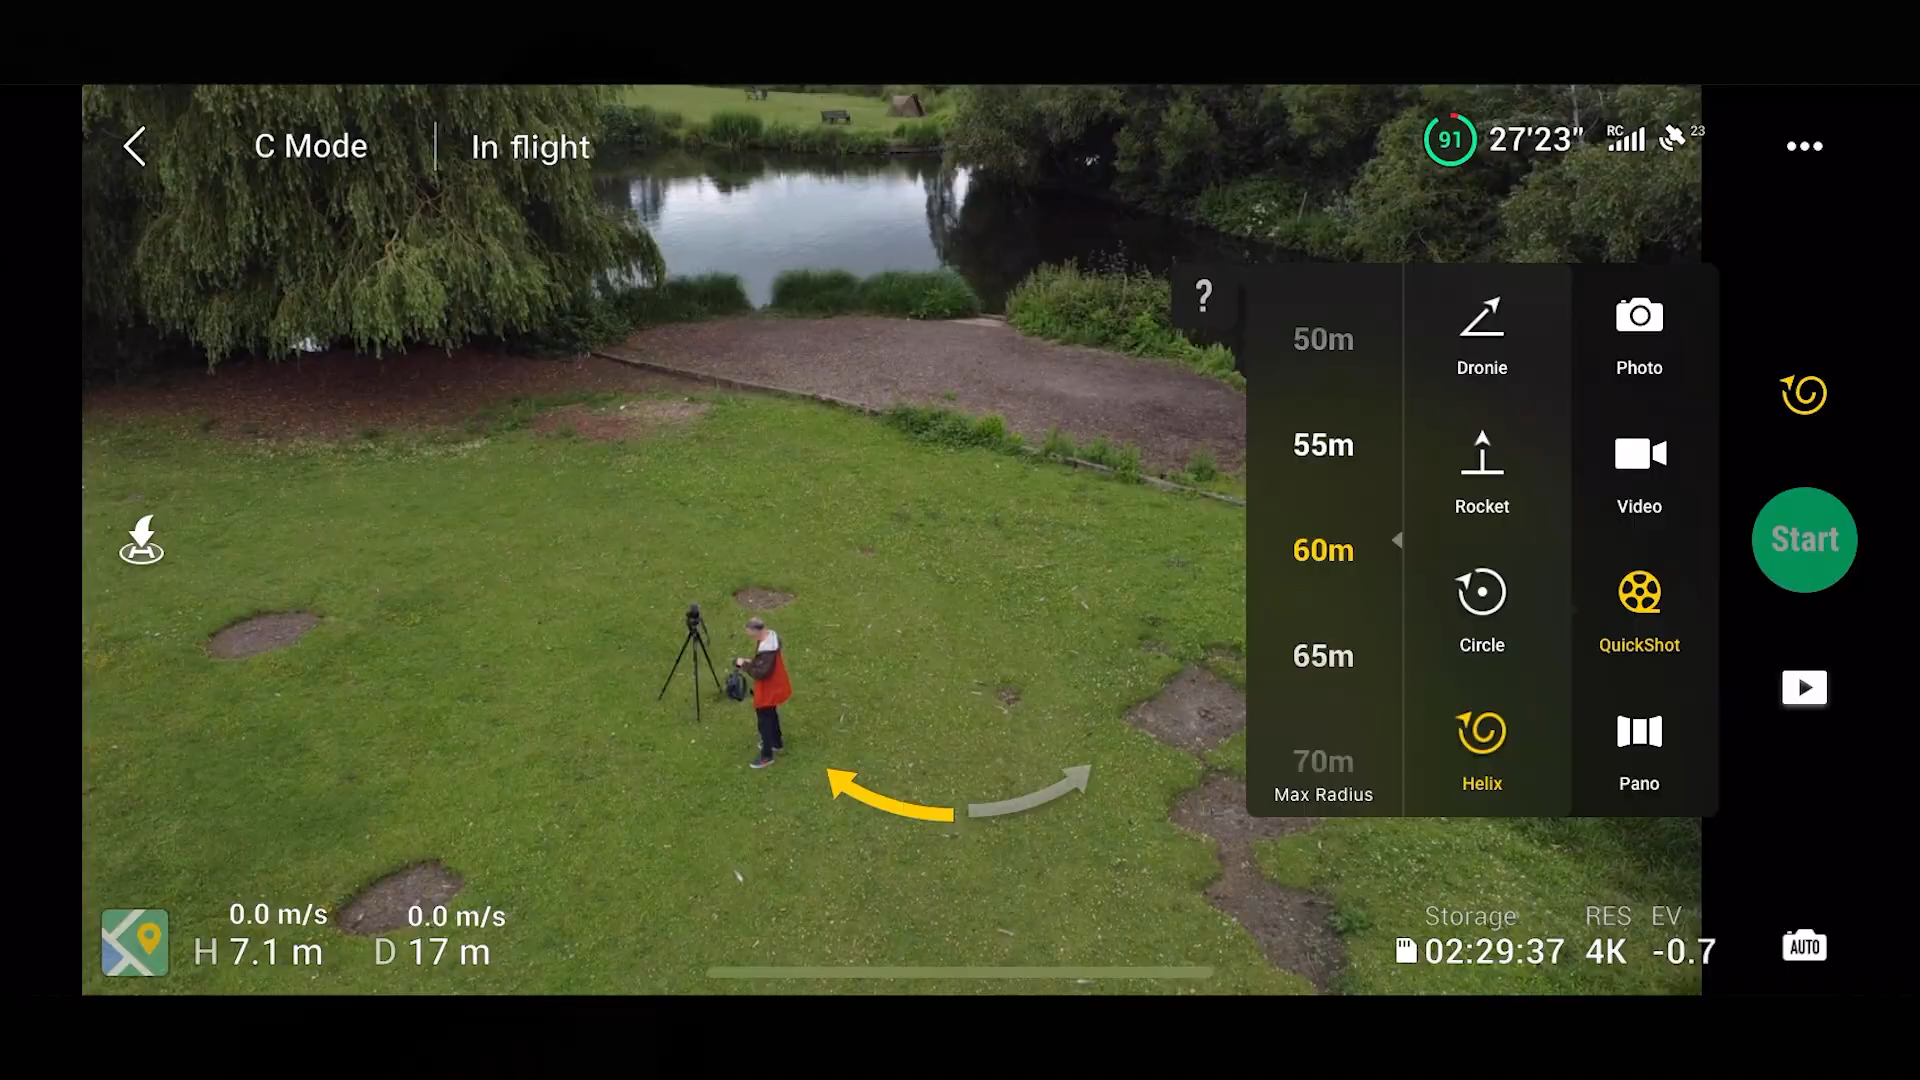 C Mode
In flight
91
27'23"
RC
23
?
50m
55m
60m
65m
70m
Max Radius
Dronie
Rocket
Circle
Helix
Photo
Video
QuickShot
Pano
Start
0.0 m/s
0.0 m/s
H 7.1 m
D 17 m
Storage
RES
EV
02:29:37
4K
-0.7
AUTO